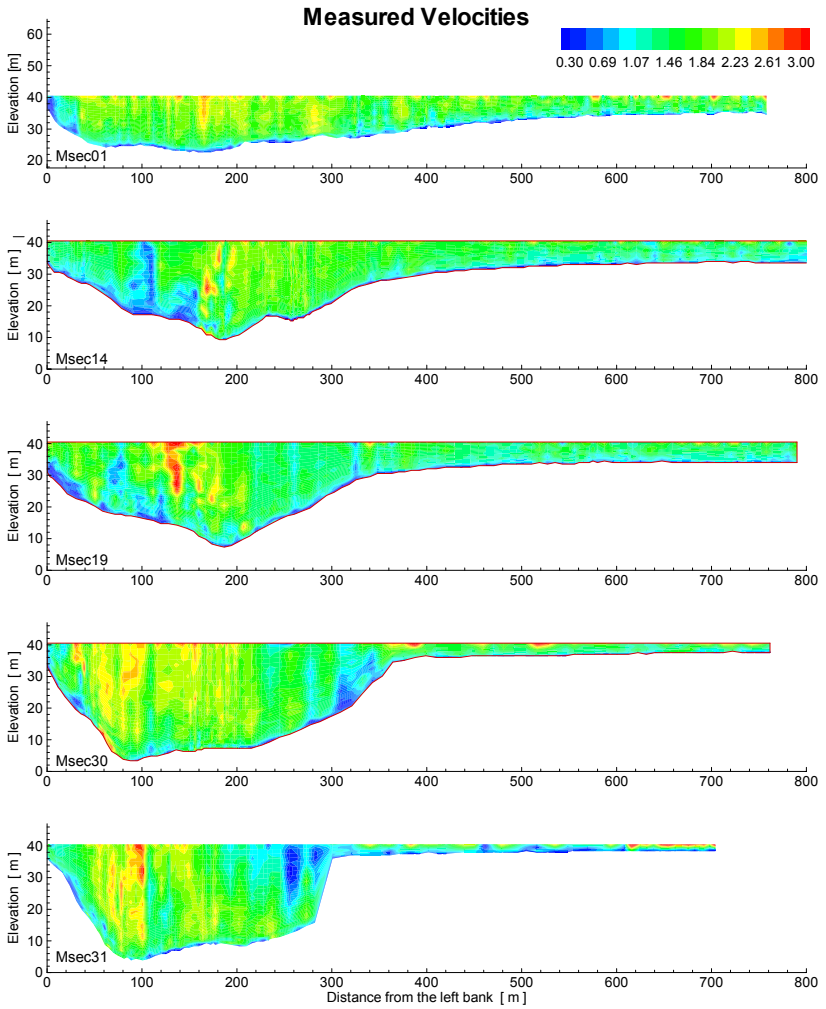 Measured Velocities
0.30 0.69 1.07 1.46 1.84 2.23 2.61 3.00
Elevation [m]
60
50
40
30
20
Msec01
0 100 200 300 400 500 600 700 800
Elevation [ m ]
40
30
20
10
0
Msec14
0 100 200 300 400 500 600 700 800
Elevation [ m ]
40
30
20
10
0
Msec19
0 100 200 300 400 500 600 700 800
Elevation [ m ]
40
30
20
10
0
Msec30
0 100 200 300 400 500 600 700 800
Elevation [ m ]
40
30
20
10
0
Msec31
0 100 200 300 400 500 600 700 800
Distance from the left bank [ m ]